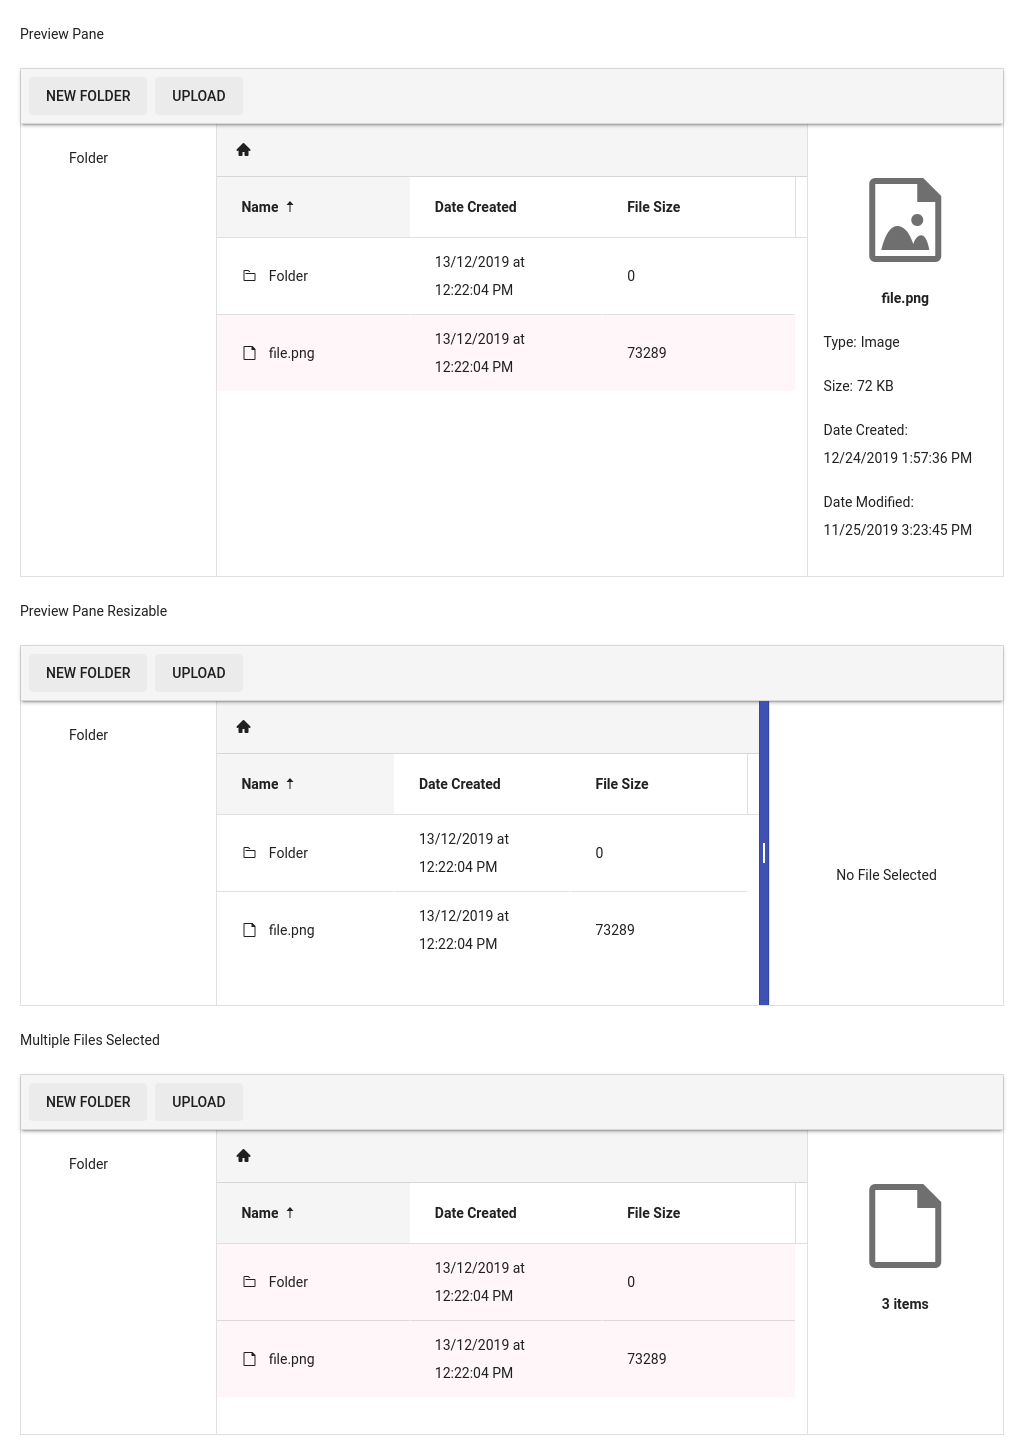 Preview Pane
NEW FOLDER UPLOAD
Folder
Name Date Created File Size
Folder 13/12/2019 at 12:22:04 PM 0
file.png 13/12/2019 at 12:22:04 PM 73289
file.png
Type: Image
Size: 72 KB
Date Created:
12/24/2019 1:57:36 PM
Date Modified:
11/25/2019 3:23:45 PM
Preview Pane Resizable
NEW FOLDER UPLOAD
Folder
Name Date Created File Size
Folder 13/12/2019 at 12:22:04 PM 0
file.png 13/12/2019 at 12:22:04 PM 73289
No File Selected
Multiple Files Selected
NEW FOLDER UPLOAD
Folder
Name Date Created File Size
Folder 13/12/2019 at 12:22:04 PM 0
file.png 13/12/2019 at 12:22:04 PM 73289
3 items